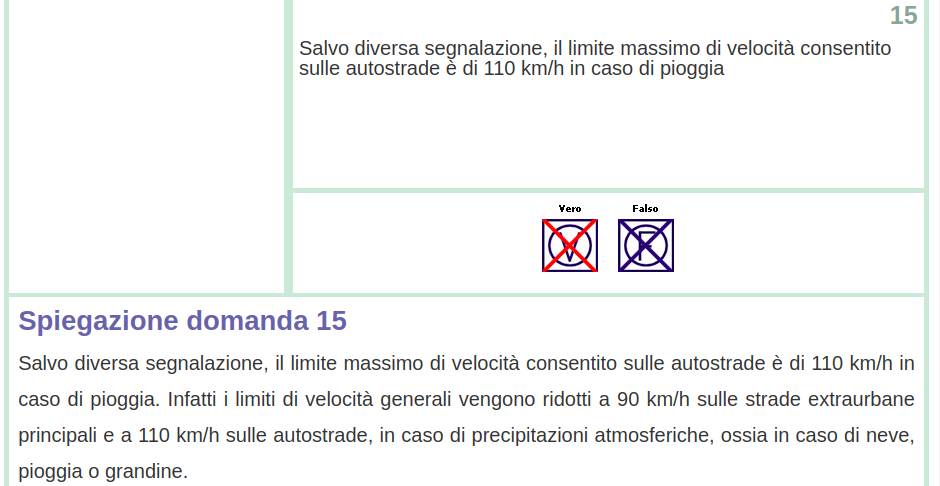 15
Salvo diversa segnalazione, il limite massimo di velocità consentito
sulle autostrade è di 110 km/h in caso di pioggia
Vero Falso
V F
Spiegazione domanda 15
Salvo diversa segnalazione, il limite massimo di velocità consentito sulle autostrade è di 110 km/h in
caso di pioggia. Infatti i limiti di velocità generali vengono ridotti a 90 km/h sulle strade extraurbane
principali e a 110 km/h sulle autostrade, in caso di precipitazioni atmosferiche, ossia in caso di neve,
pioggia o grandine.